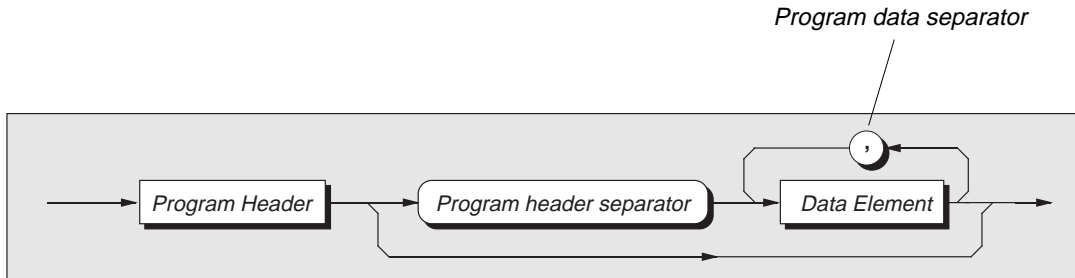 Program data separator
,
Program Header
Program header separator
Data Element